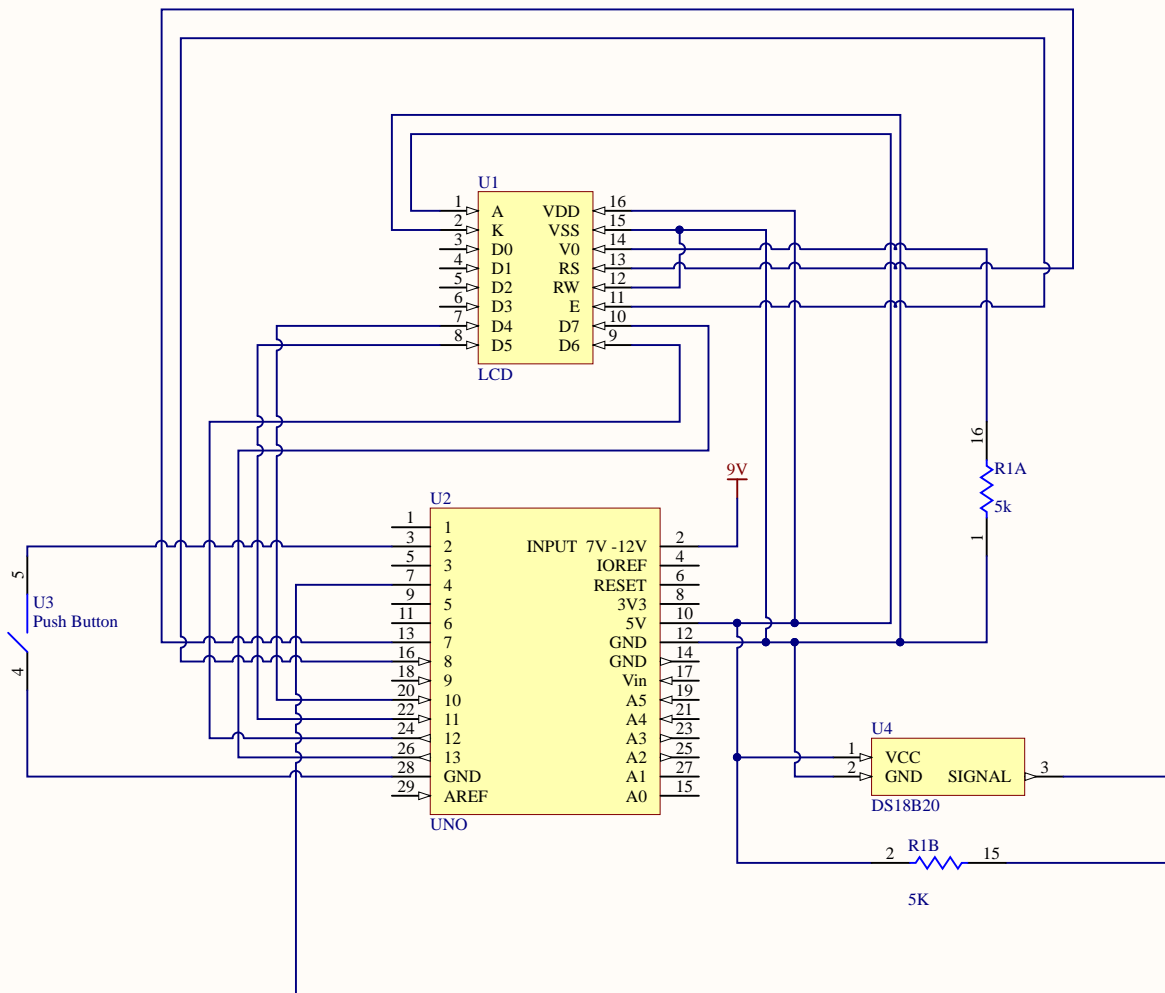 U1
1 A VDD 16
2 K VSS 15
3 D0 V0 14
4 D1 RS 13
5 D2 RW 12
6 D3 E 11
7 D4 D7 10
8 D5 D6 9
LCD
16
R1A
5k
1
9V
U2
1 1
3 2 INPUT 7V -12V 2
5 3 IOREF 4
7 4 RESET 6
9 5 3V3 8
11 6 5V 10
13 7 GND 12
16 8 GND 14
18 9 Vin 17
20 10 A5 19
22 11 A4 21
24 12 A3 23
26 13 A2 25
28 GND A1 27
29 AREF A0 15
UNO
5
U3
Push Button
4
U4
1 VCC
2 GND SIGNAL 3
DS18B20
R1B
2 15
5K